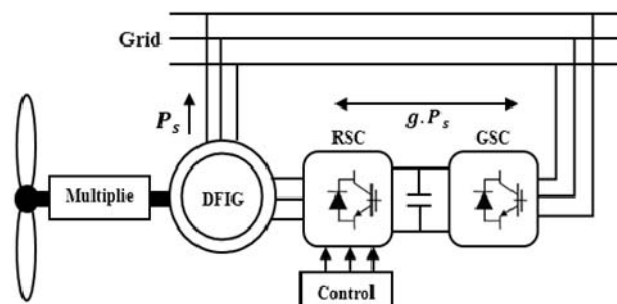 Grid
P_s
g.P_s
RSC
GSC
Multiplie
DFIG
Control